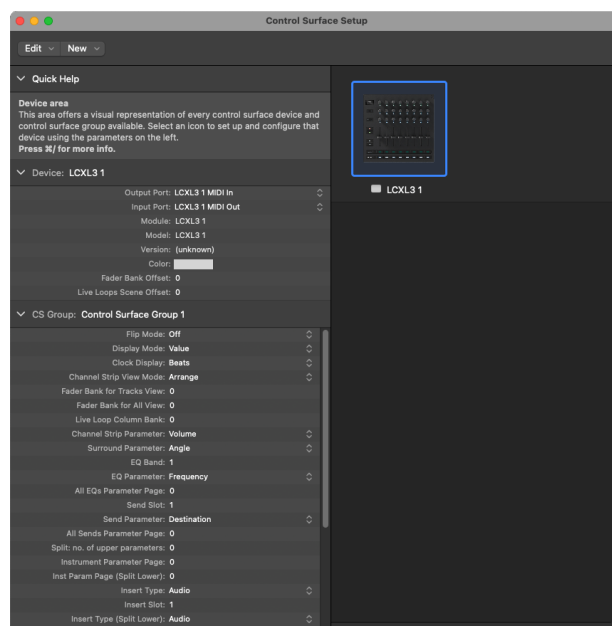 Control Surface Setup
Edit New
Quick Help
Device area
This area offers a visual representation of every control surface device and
control surface group available. Select an icon to set up and configure that
device using the parameters on the left.
Press ⌘/ for more info.
Device: LCXL3 1
Output Port: LCXL3 1 MIDI In
Input Port: LCXL3 1 MIDI Out
Module: LCXL3 1
Model: LCXL3 1
Version: (unknown)
Color:
Fader Bank Offset: 0
Live Loops Scene Offset: 0
CS Group: Control Surface Group 1
Flip Mode: Off
Display Mode: Value
Clock Display: Beats
Channel Strip View Mode: Arrange
Fader Bank for Tracks View: 0
Fader Bank for All View: 0
Live Loop Column Bank: 0
Channel Strip Parameter: Volume
Surround Parameter: Angle
EQ Band: 1
EQ Parameter: Frequency
All EQs Parameter Page: 0
Send Slot: 1
Send Parameter: Destination
All Sends Parameter Page: 0
Split: no. of upper parameters: 0
Instrument Parameter Page: 0
Inst Param Page (Split Lower): 0
Insert Type: Audio
Insert Slot: 1
Insert Type (Split Lower): Audio
LCXL3 1